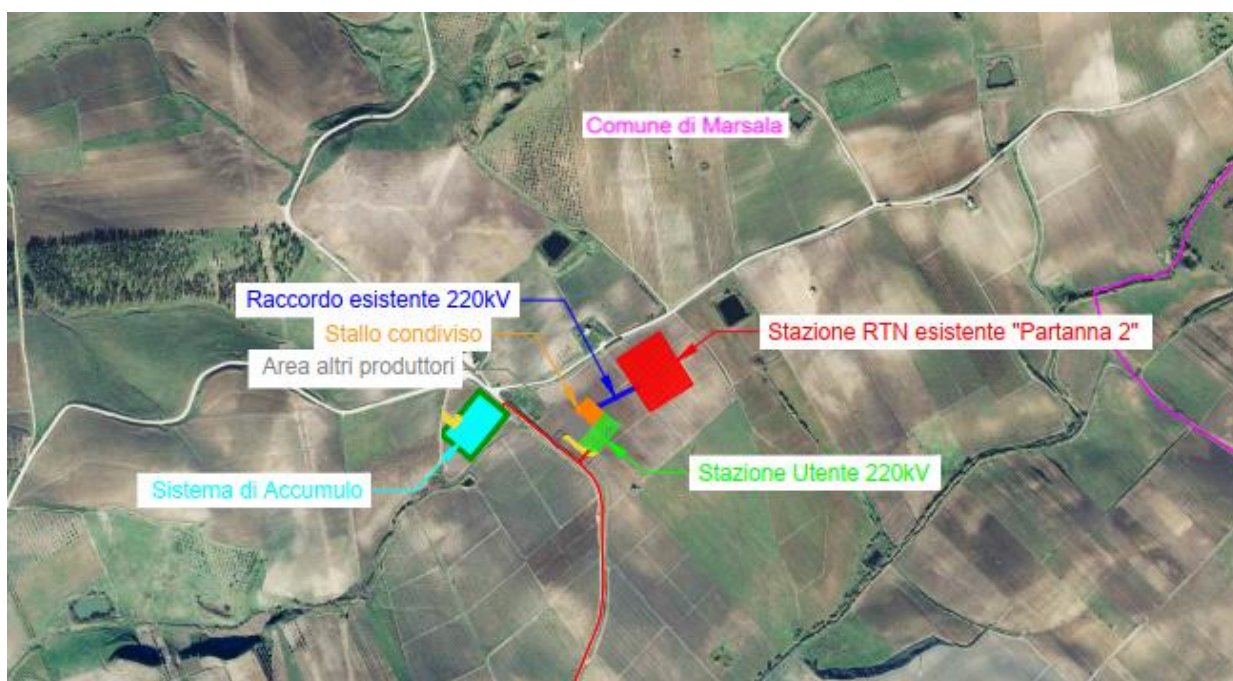 Comune di Marsala
Raccordo esistente 220kV
Stallo condiviso
Stazione RTN esistente "Partanna 2"
Area altri produttori
Stazione Utente 220kV
Sistema di Accumulo